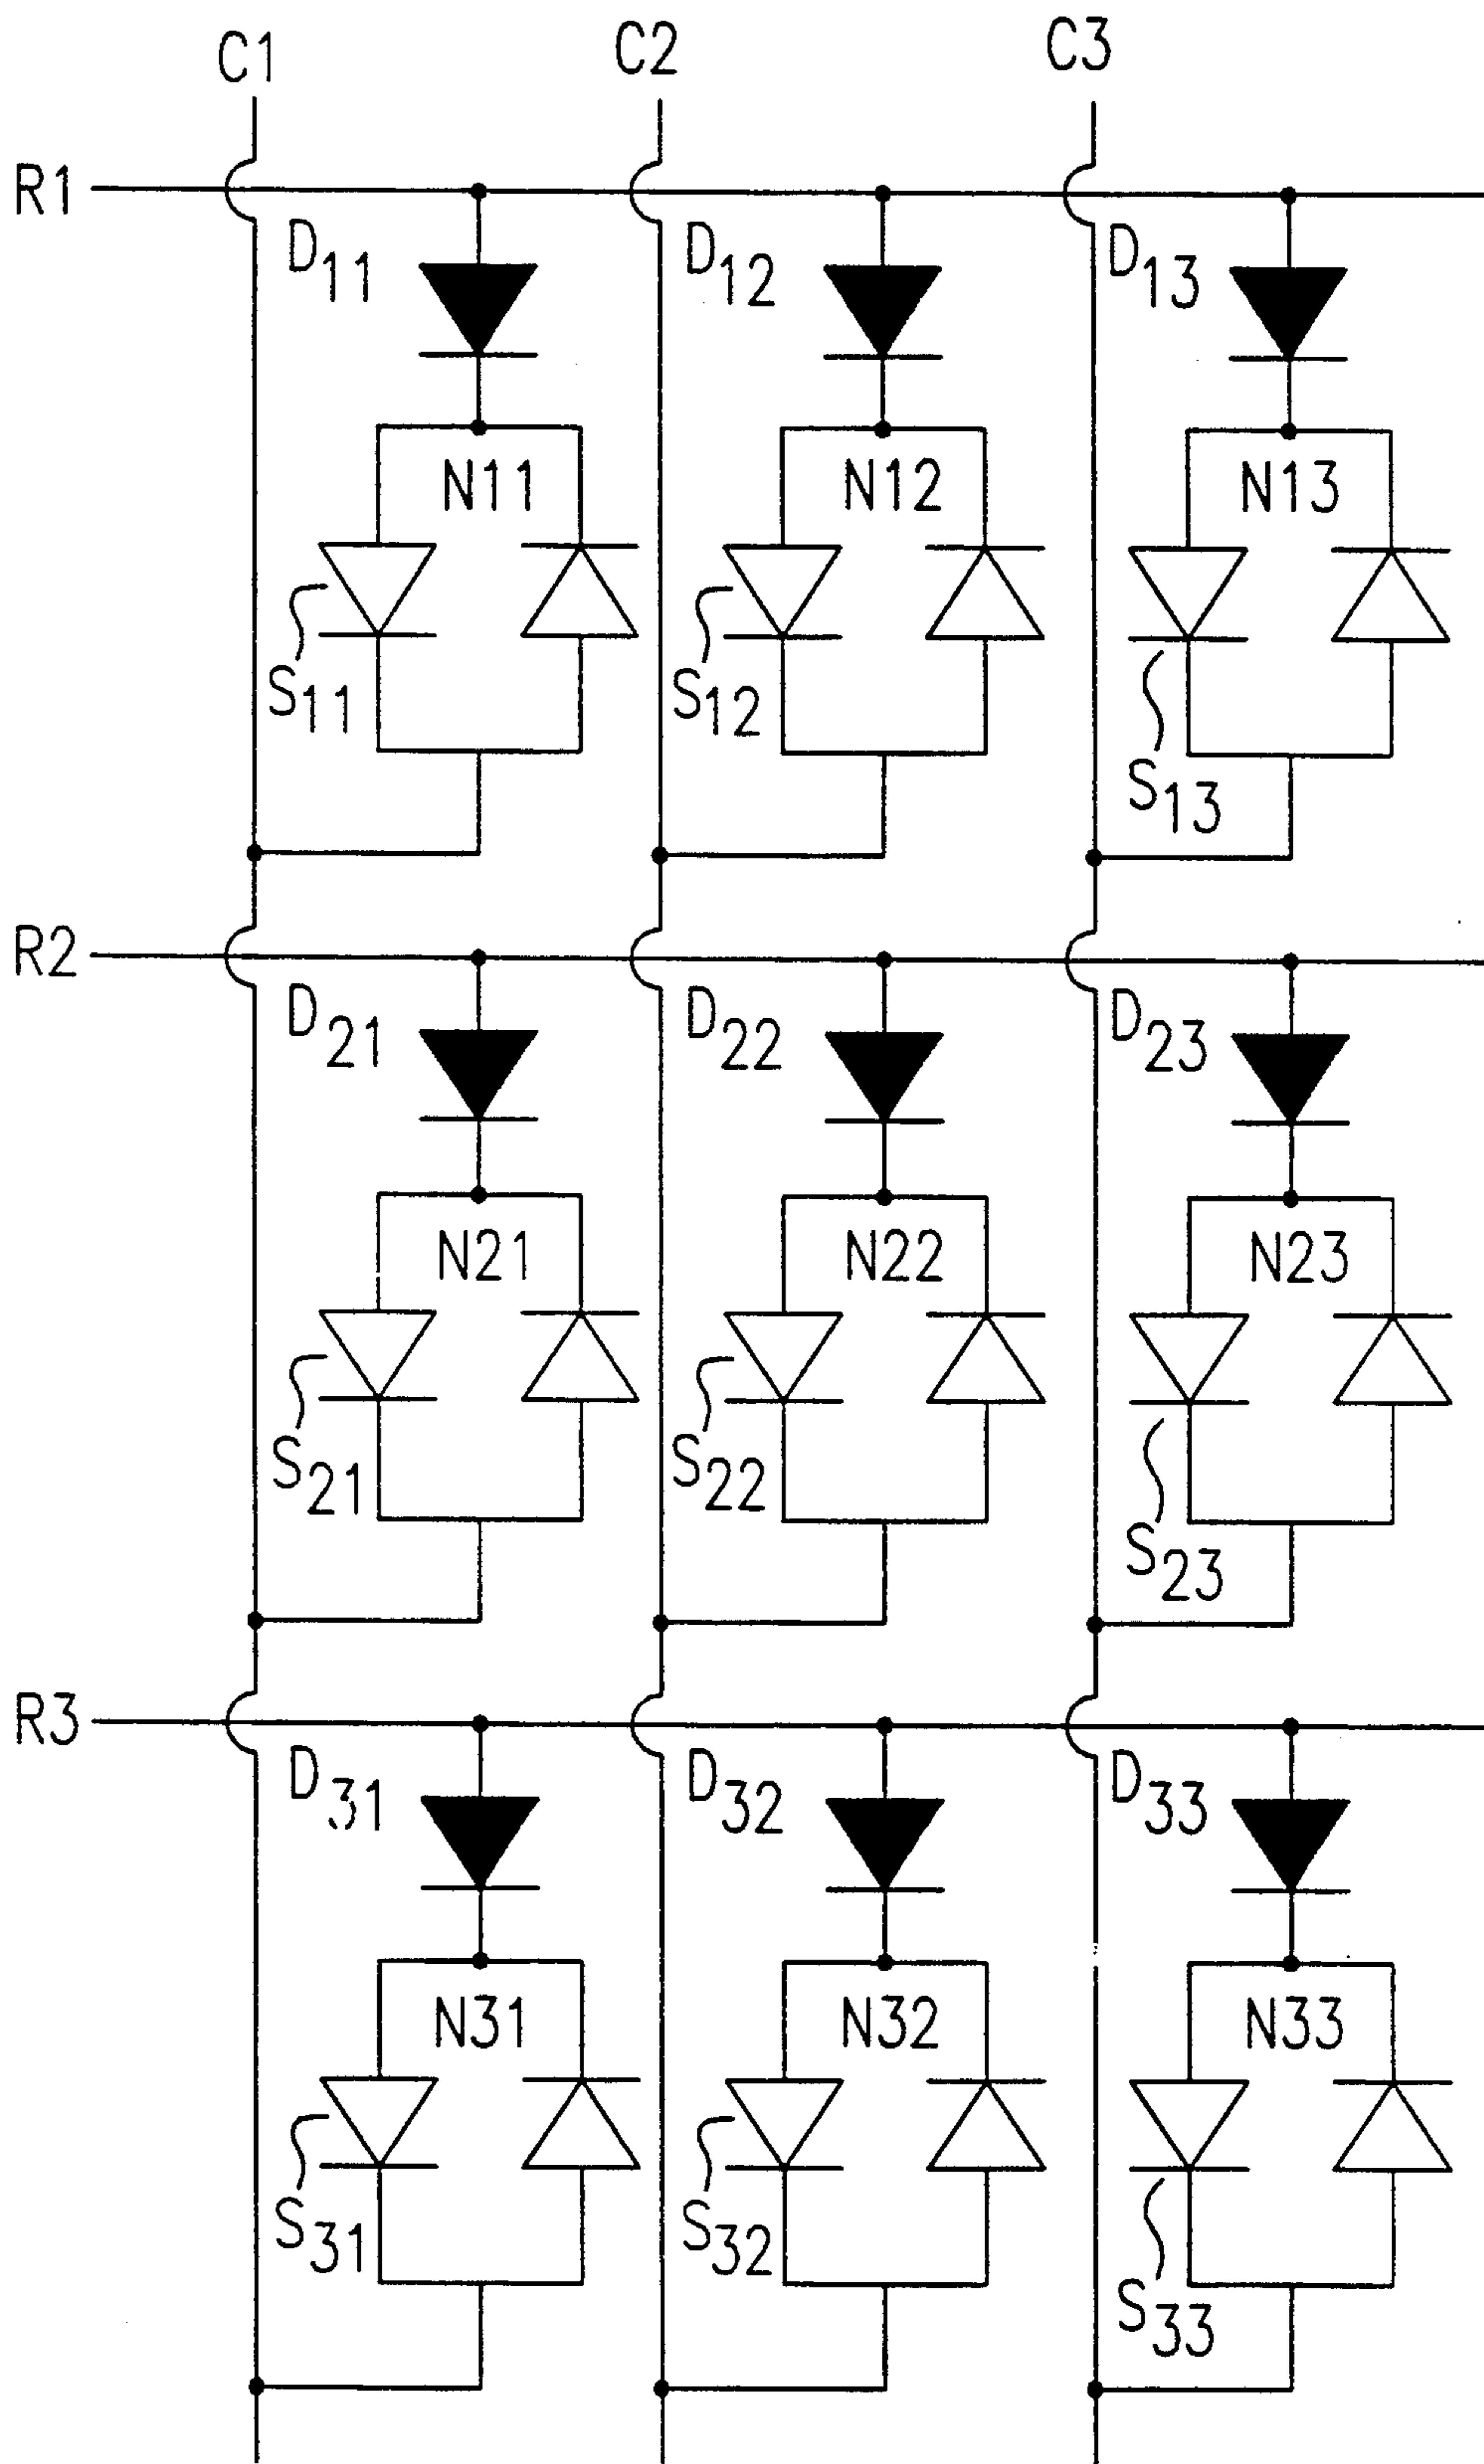 C1 C2 C3
R1
D11 D12 D13
N11 N12 N13
S11 S12 S13
R2
D21 D22 D23
N21 N22 N23
S21 S22 S23
R3
D31 D32 D33
N31 N32 N33
S31 S32 S33